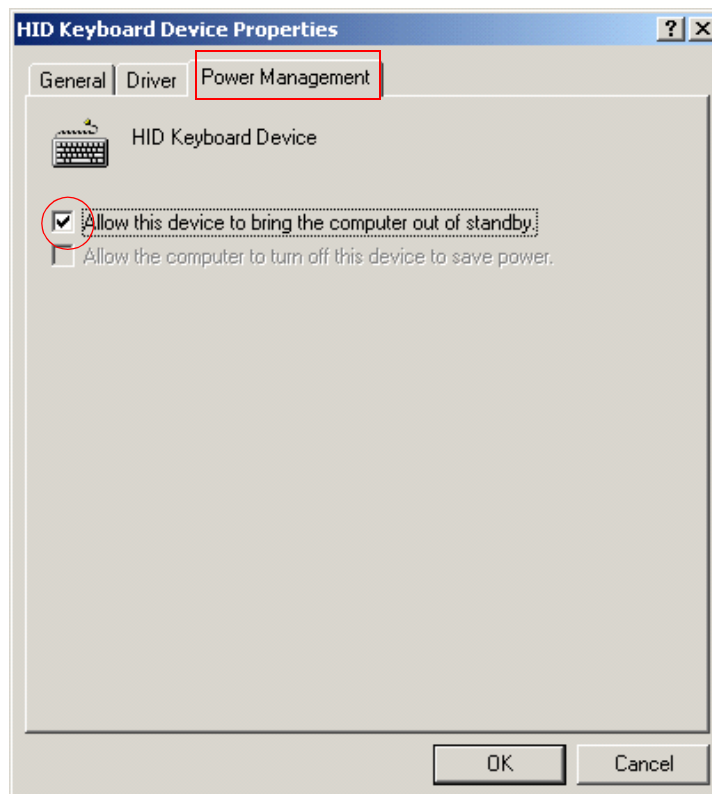 HID Keyboard Device Properties
General Driver Power Management
HID Keyboard Device
Allow this device to bring the computer out of standby.
Allow the computer to turn off this device to save power.
OK Cancel